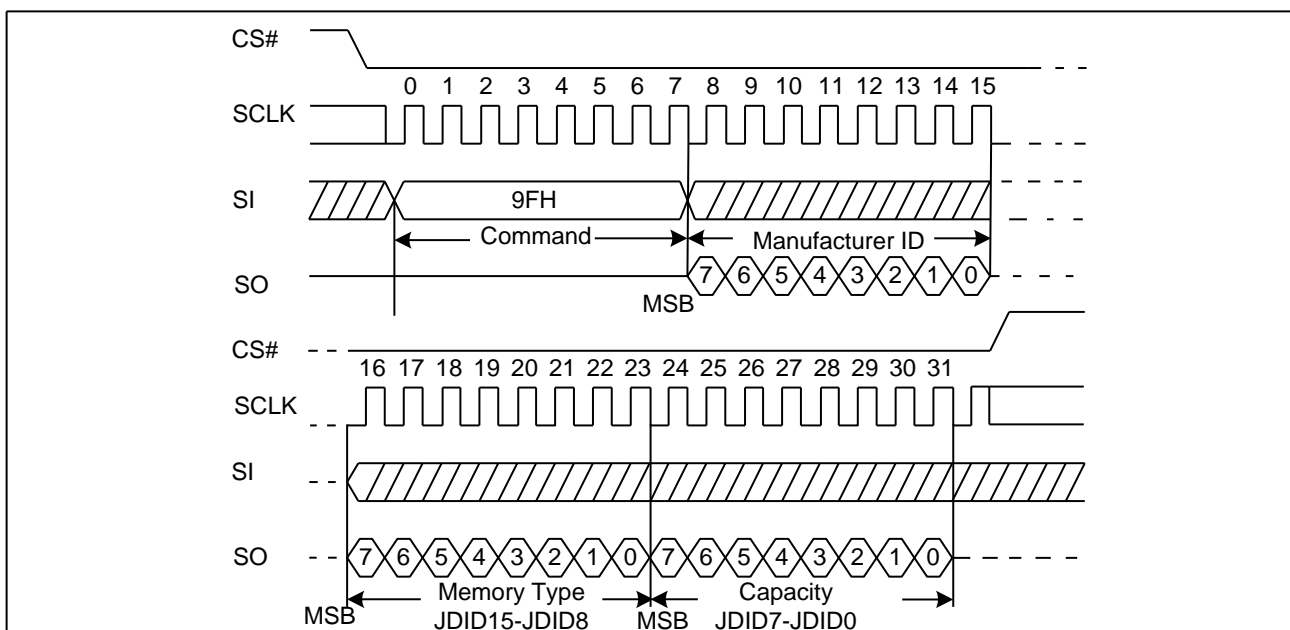 CS#
0 1 2 3 4 5 6 7 8 9 10 11 12 13 14 15
SCLK
SI 9FH
Command Manufacturer ID
SO 7 6 5 4 3 2 1 0
MSB
CS#
16 17 18 19 20 21 22 23 24 25 26 27 28 29 30 31
SCLK
SI
SO 7 6 5 4 3 2 1 0 7 6 5 4 3 2 1 0
Memory Type Capacity
MSB JDID15-JDID8 MSB JDID7-JDID0